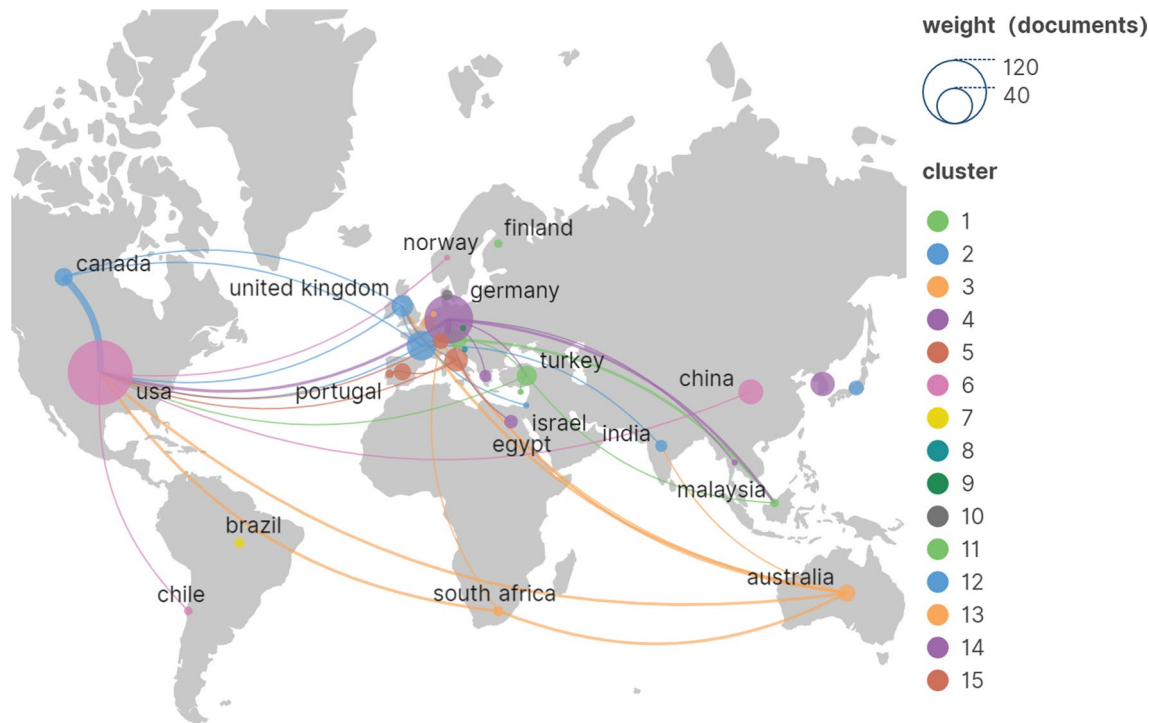 weight (documents)
120
40
cluster
1
2
3
4
5
6
7
8
9
10
11
12
13
14
15
finland
norway
canada
united kingdom
germany
turkey
china
usa
portugal
israel
india
egypt
malaysia
brazil
australia
chile
south africa